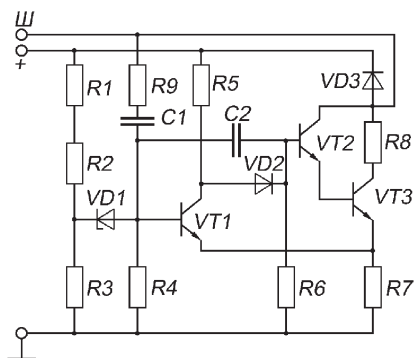 Ш
+
R1
R9
R5
VD3
C1
C2
R2
VT2
R8
VD1
VD2
VT1
VT3
R3
R4
R6
R7